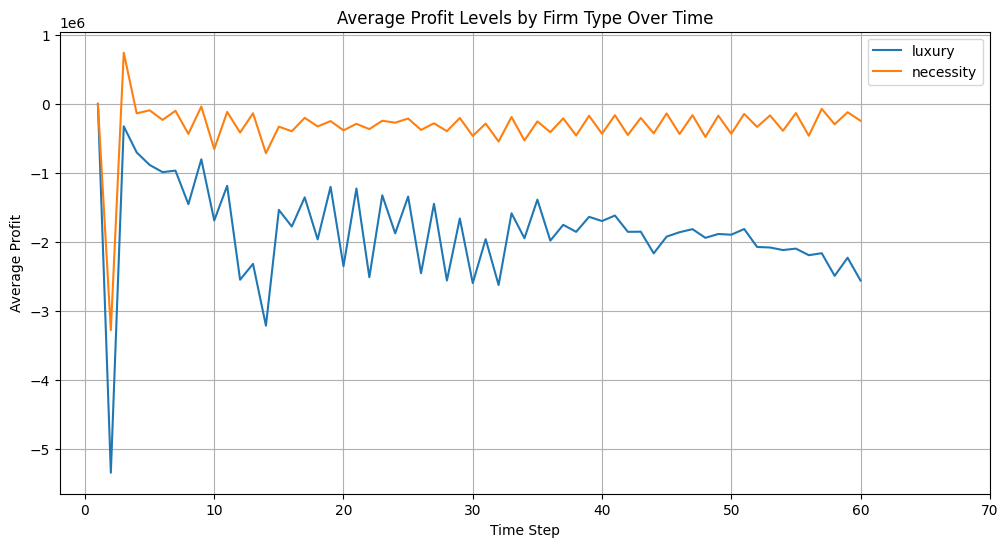 Average Profit Levels by Firm Type Over Time
1e6
luxury
necessity
1
0
−1
−2
−3
−4
−5
Average Profit
0 10 20 30 40 50 60 70
Time Step